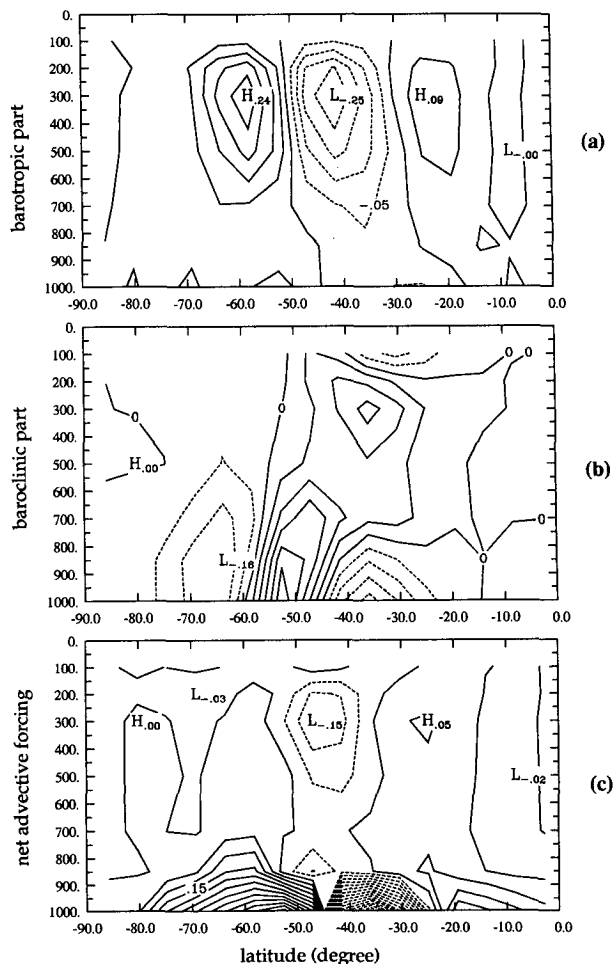 0.
100.
200.
300.
400.
500.
600.
700.
800.
900.
1000.
barotropic part
H.24
L-.25
H.09
L-.00
-.05
(a)
-90.0 -80.0 -70.0 -60.0 -50.0 -40.0 -30.0 -20.0 -10.0 0.0
0.
100.
200.
300.
400.
500.
600.
700.
800.
900.
1000.
baroclinic part
0 0
0
0
H.00
L-.16
0
0
(b)
-90.0 -80.0 -70.0 -60.0 -50.0 -40.0 -30.0 -20.0 -10.0 0.0
0.
100.
200.
300.
400.
500.
600.
700.
800.
900.
1000.
net advective forcing
L-.03
H.00
L-.15
H.05
L-.02
.15
(c)
-90.0 -80.0 -70.0 -60.0 -50.0 -40.0 -30.0 -20.0 -10.0 0.0
latitude (degree)